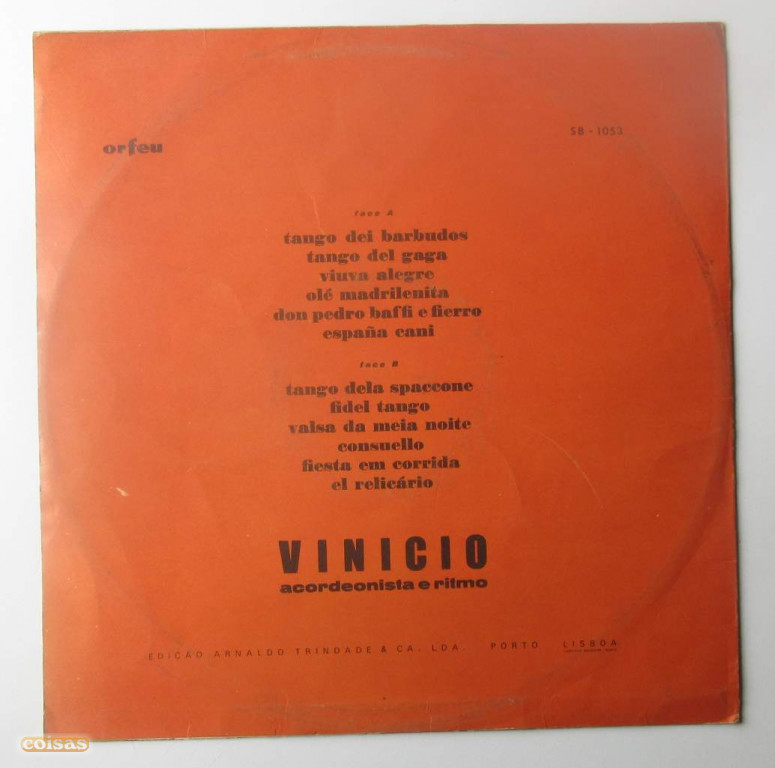 orfeu
SB - 1053
face A
tango dei barbudos
tango del gaga
viuva alegre
olé madrilenita
don pedro baffi e fierro
españa cani
face B
tango dela spaccone
fidel tango
valsa da meia noite
consuello
fiesta em corrida
el relicário
VINICIO
acordeonista e ritmo
EDIÇÃO ARNALDO TRINDADE & CA. LDA. PORTO LISBOA
coisas